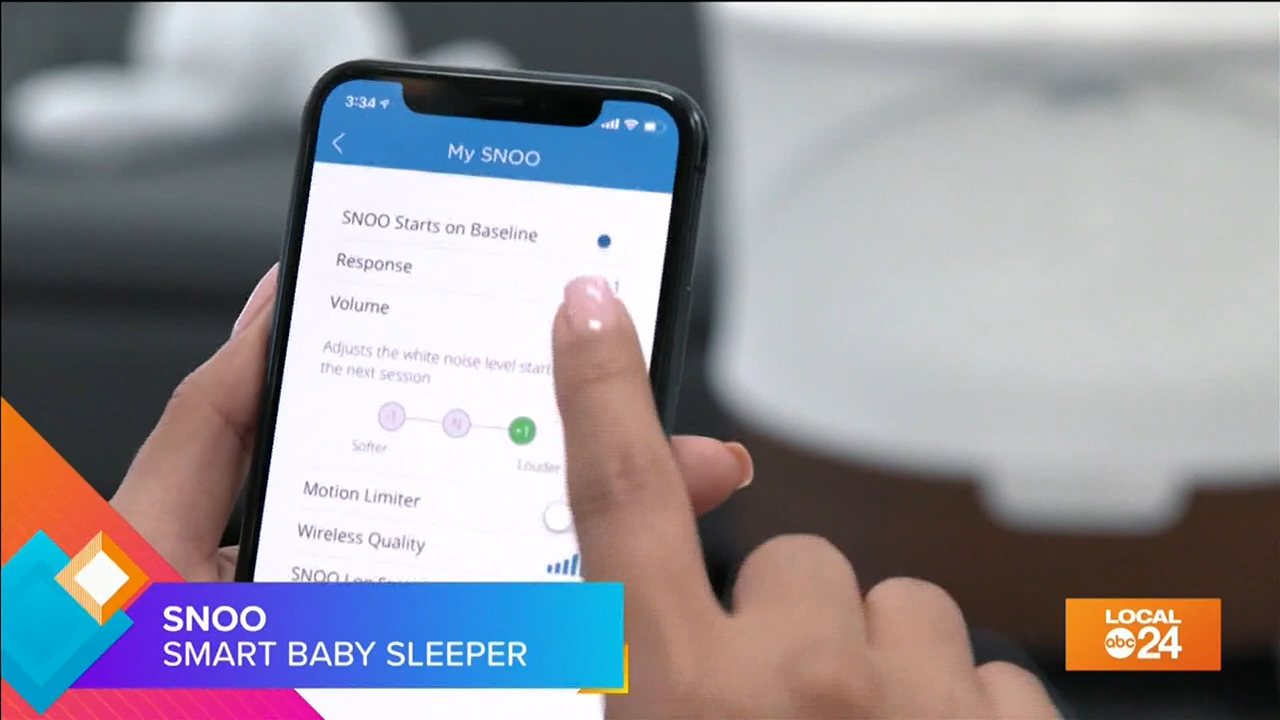 3:34
My SNOO
SNOO Starts on Baseline
Response
Volume
Adjusts the white noise level start
the next session
-1
N
+1
Softer
Louder
Motion Limiter
Wireless Quality
SNOO
SNOO
SMART BABY SLEEPER
LOCAL
abc 24